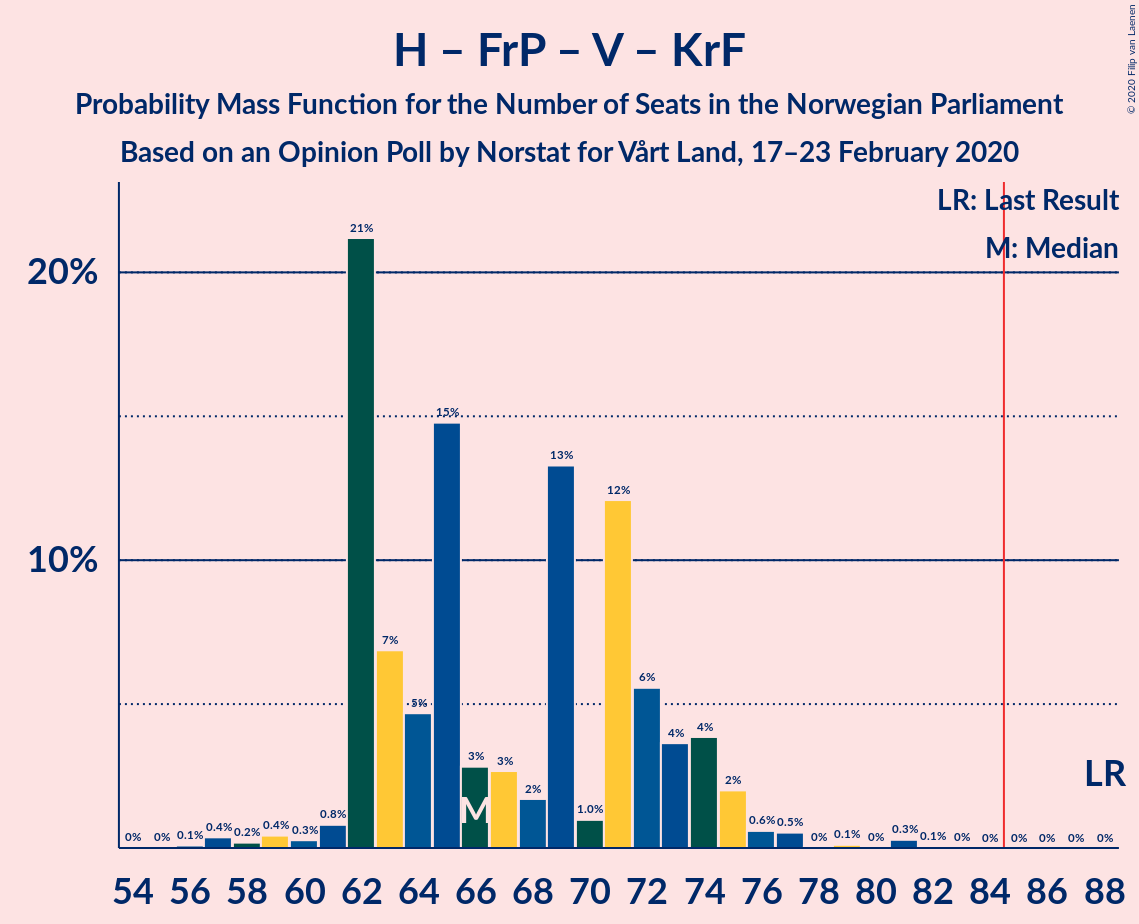 H – FrP – V – KrF
Probability Mass Function for the Number of Seats in the Norwegian Parliament
Based on an Opinion Poll by Norstat for Vårt Land, 17–23 February 2020
© 2020 Filip van Laenen
LR: Last Result
M: Median
20%
10%
0% 0% 0.1% 0.4% 0.2% 0.4% 0.3% 0.8% 21% 7% 5% 15% 3% 3% 2% 13% 1.0% 12% 6% 4% 4% 2% 0.6% 0.5% 0% 0.1% 0% 0.3% 0.1% 0% 0% 0% 0% 0% 0%
M
LR
54 56 58 60 62 64 66 68 70 72 74 76 78 80 82 84 86 88